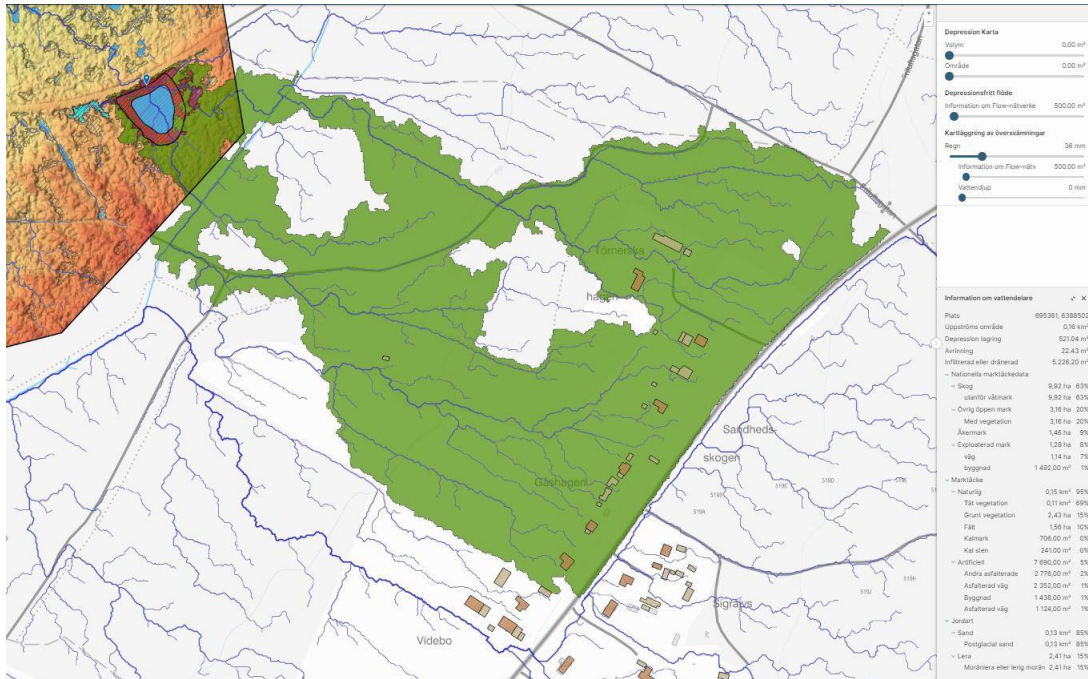 Depression Karta
Volym 0.00 m³
Område 0.00 m²
Depressionsfritt flöde
Information om Flow-nätverke 500.00 m²
Kartläggning av översvämningar
Regn 36 mm
Information om Flow-nätv 500.00 m²
Vattendjup 0 mm
Törnerska
hagen
Sandheds-
skogen
Gåshagen
519A
Sigralvs
Videbo
Information om vattendelare
Plats 695381, 6388502
Uppströms område 0,16 km²
Depression lagring 521.04 m³
Avrinning 22.43 m³
Infiltrerad eller dränerad 5,226.20 m³
Nationella marktäckedata
Skog 9,92 ha 63%
utanför våtmark 9,92 ha 63%
Övrig öppen mark 3,16 ha 20%
Med vegetation 3,16 ha 20%
Åkermark 1,46 ha 9%
Exploaterad mark 1,28 ha 8%
väg 1,14 ha 7%
byggnad 1 492,00 m² 1%
Marktäcke
Naturlig 0,15 km² 95%
Tät vegetation 0,11 km² 69%
Grunt vegetation 2,43 ha 15%
Fält 1,56 ha 10%
Kalmark 706,00 m² 0%
Kal sten 241,00 m² 0%
Artificiell 7 690,00 m² 5%
Andra asfalterade 2 776,00 m² 2%
Asfalterad väg 2 352,00 m² 1%
Byggnad 1 438,00 m² 1%
Asfalterad väg 1 124,00 m² 1%
Jordart
Sand 0,13 km² 85%
Postglacial sand 0,13 km² 85%
Lera 2,41 ha 15%
Moränlera eller lerig morän 2,41 ha 15%